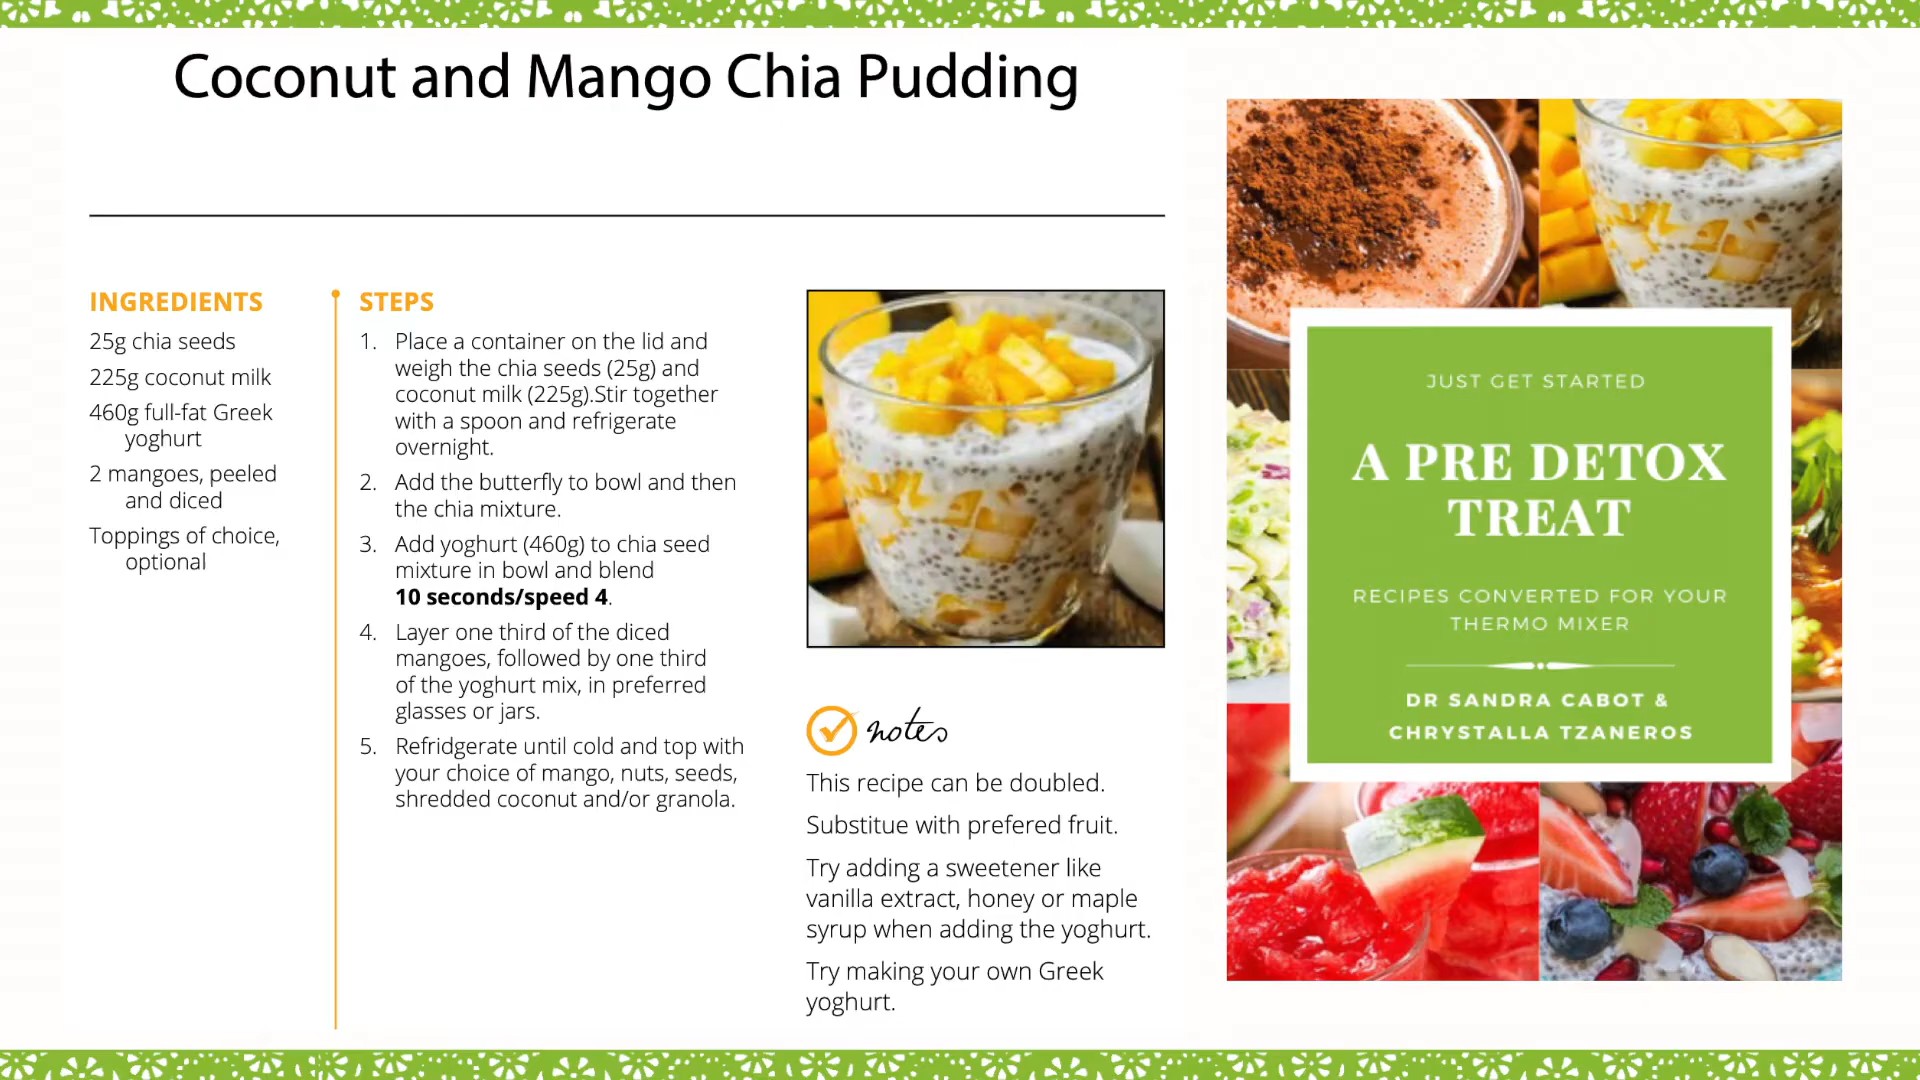 Coconut and Mango Chia Pudding
INGREDIENTS
25g chia seeds
225g coconut milk
460g full-fat Greek
yoghurt
2 mangoes, peeled
and diced
Toppings of choice,
optional
STEPS
1. Place a container on the lid and
weigh the chia seeds (25g) and
coconut milk (225g).Stir together
with a spoon and refrigerate
overnight.
2. Add the butterfly to bowl and then
the chia mixture.
3. Add yoghurt (460g) to chia seed
mixture in bowl and blend
10 seconds/speed 4.
4. Layer one third of the diced
mangoes, followed by one third
of the yoghurt mix, in preferred
glasses or jars.
5. Refridgerate until cold and top with
your choice of mango, nuts, seeds,
shredded coconut and/or granola.
notes
This recipe can be doubled.
Substitue with prefered fruit.
Try adding a sweetener like
vanilla extract, honey or maple
syrup when adding the yoghurt.
Try making your own Greek
yoghurt.
JUST GET STARTED
A PRE DETOX
TREAT
RECIPES CONVERTED FOR YOUR
THERMO MIXER
DR SANDRA CABOT &
CHRYSTALLA TZANEROS